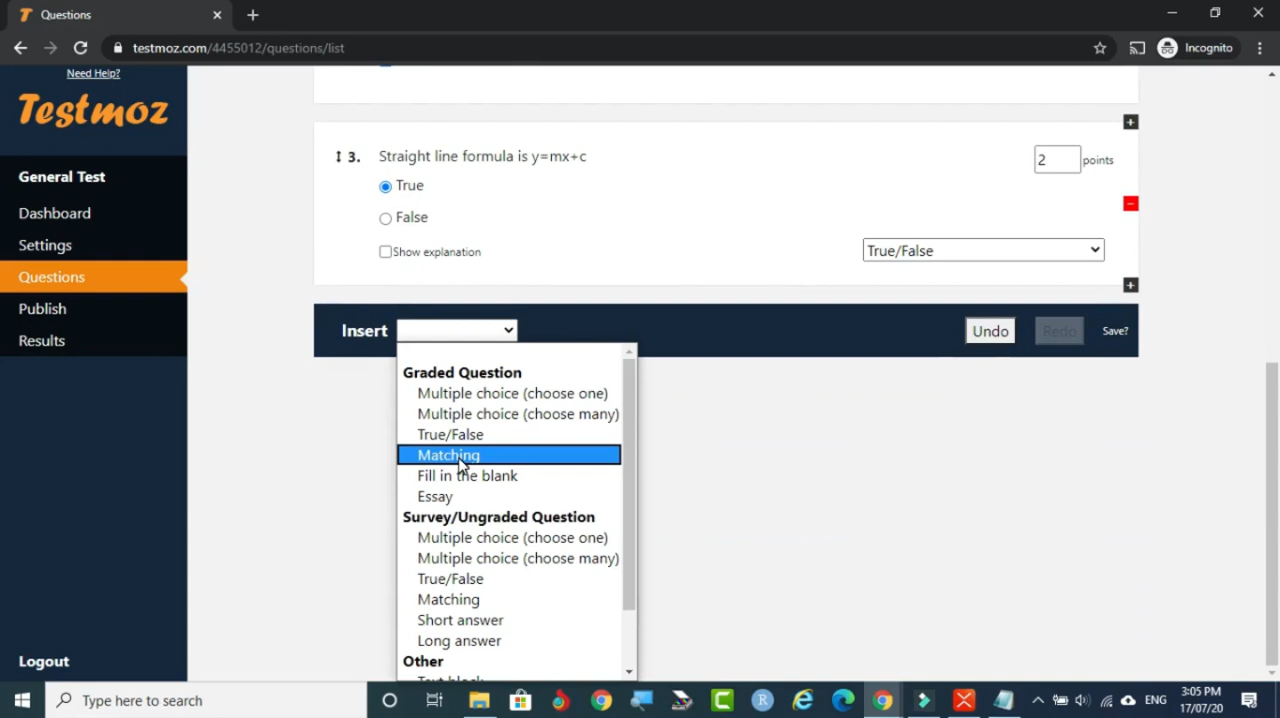 Questions
testmoz.com/4455012/questions/list
Incognito
Need Help?
Testmoz
General Test
Dashboard
Settings
Questions
Publish
Results
Logout
3. Straight line formula is y=mx+c
2 points
True
False
Show explanation
True/False
Insert
Undo
Redo
Save?
Graded Question
Multiple choice (choose one)
Multiple choice (choose many)
True/False
Matching
Fill in the blank
Essay
Survey/Ungraded Question
Multiple choice (choose one)
Multiple choice (choose many)
True/False
Matching
Short answer
Long answer
Other
Text block
Type here to search
ENG
3:05 PM
17/07/20